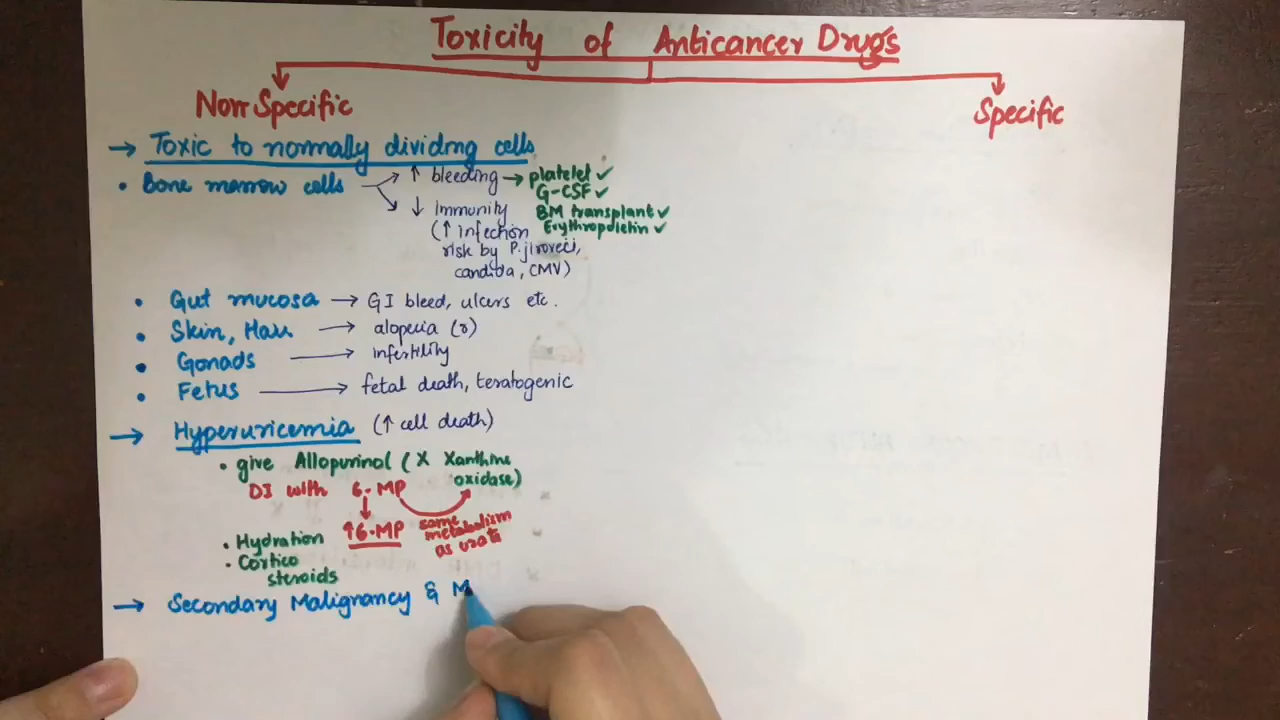 Toxicity of Anticancer Drugs
Non Specific
Specific
→ Toxic to normally dividing cells
• Bone marrow cells → ↑ bleeding → platelet ✓
G-CSF ✓
↓ Immunity BM transplant ✓
(↑ infection Erythropoietin ✓
risk by P.jiroveci,
candida, CMV)
• Gut mucosa → GI bleed, ulcers etc.
• Skin, Hair → alopecia (r)
• Gonads → infertility
• Fetus → fetal death, teratogenic
→ Hyperuricemia (↑ cell death)
• give Allopurinol (X Xanthine
oxidase)
DI with 6-MP
↑6-MP same
metabolism
as urate
• Hydration
• Cortico
steroids
→ Secondary Malignancy & M